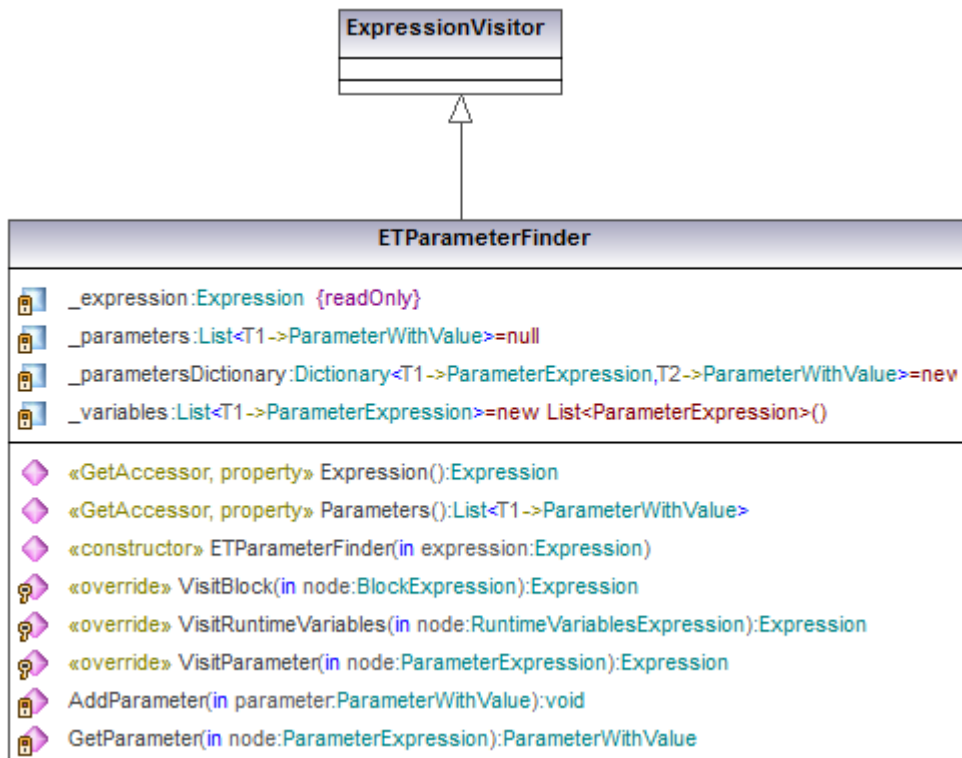 ExpressionVisitor
ETParameterFinder
_expression:Expression {readOnly}
_parameters:List<T1->ParameterWithValue>=null
_parametersDictionary:Dictionary<T1->ParameterExpression,T2->ParameterWithValue>=new
_variables:List<T1->ParameterExpression>=new List<ParameterExpression>()
«GetAccessor, property» Expression():Expression
«GetAccessor, property» Parameters():List<T1->ParameterWithValue>
«constructor» ETParameterFinder(in expression:Expression)
«override» VisitBlock(in node:BlockExpression):Expression
«override» VisitRuntimeVariables(in node:RuntimeVariablesExpression):Expression
«override» VisitParameter(in node:ParameterExpression):Expression
AddParameter(in parameter:ParameterWithValue):void
GetParameter(in node:ParameterExpression):ParameterWithValue